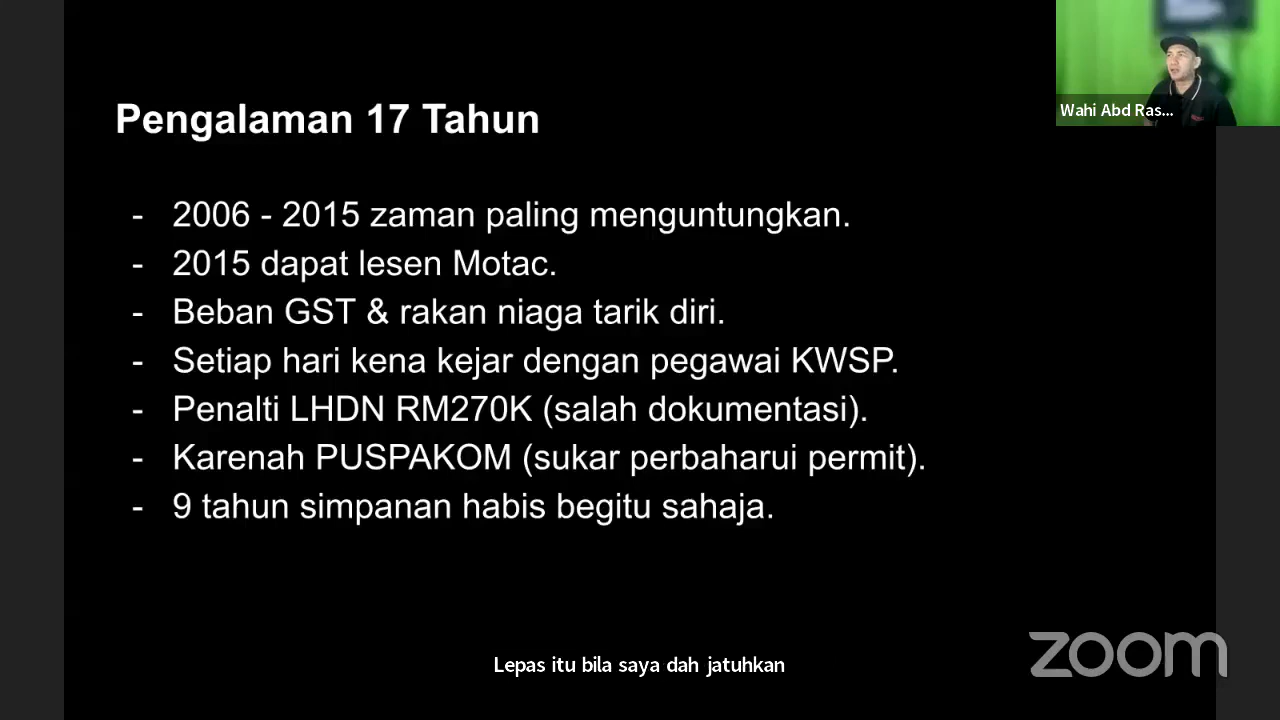 Pengalaman 17 Tahun
- 2006 - 2015 zaman paling menguntungkan.
- 2015 dapat lesen Motac.
- Beban GST & rakan niaga tarik diri.
- Setiap hari kena kejar dengan pegawai KWSP.
- Penalti LHDN RM270K (salah dokumentasi).
- Karenah PUSPAKOM (sukar perbaharui permit).
- 9 tahun simpanan habis begitu sahaja.
Wahi Abd Ras...
Lepas itu bila saya dah jatuhkan
zoom